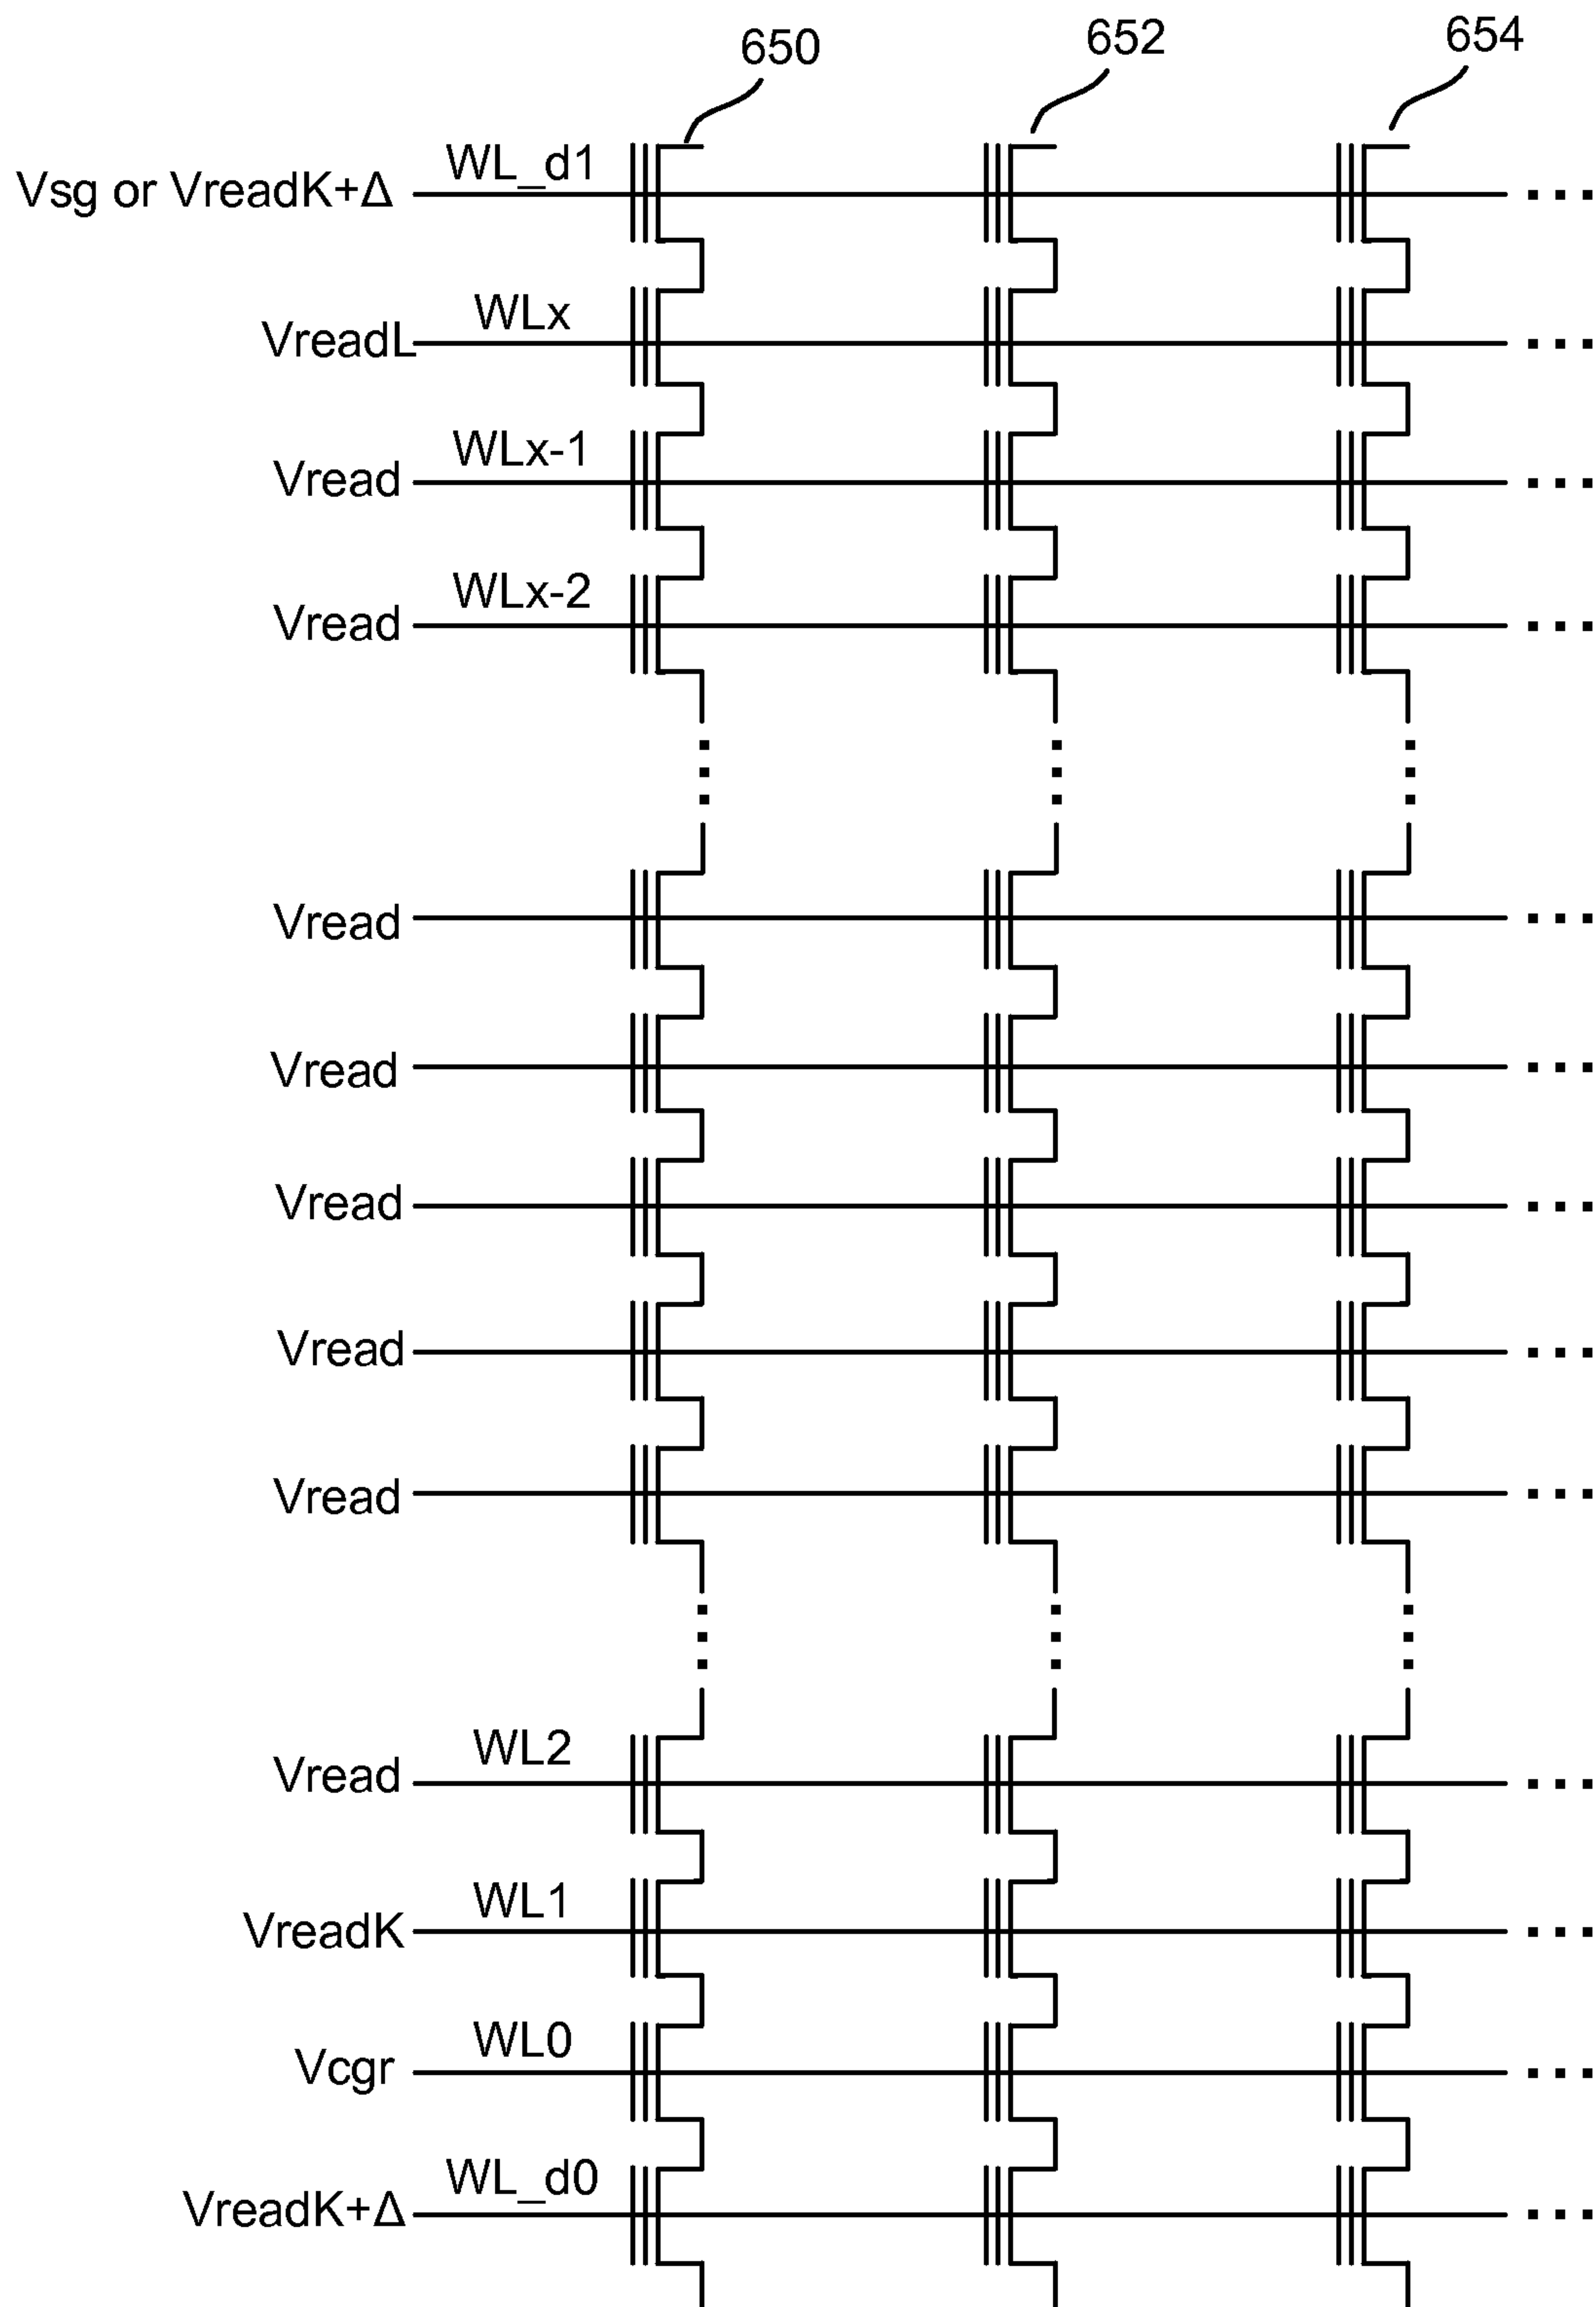 650 652 654
WL_d1
Vsg or VreadK+Δ
WLx
VreadL
WLx-1
Vread
WLx-2
Vread
Vread
Vread
Vread
Vread
Vread
WL2
Vread
WL1
VreadK
WL0
Vcgr
WL_d0
VreadK+Δ